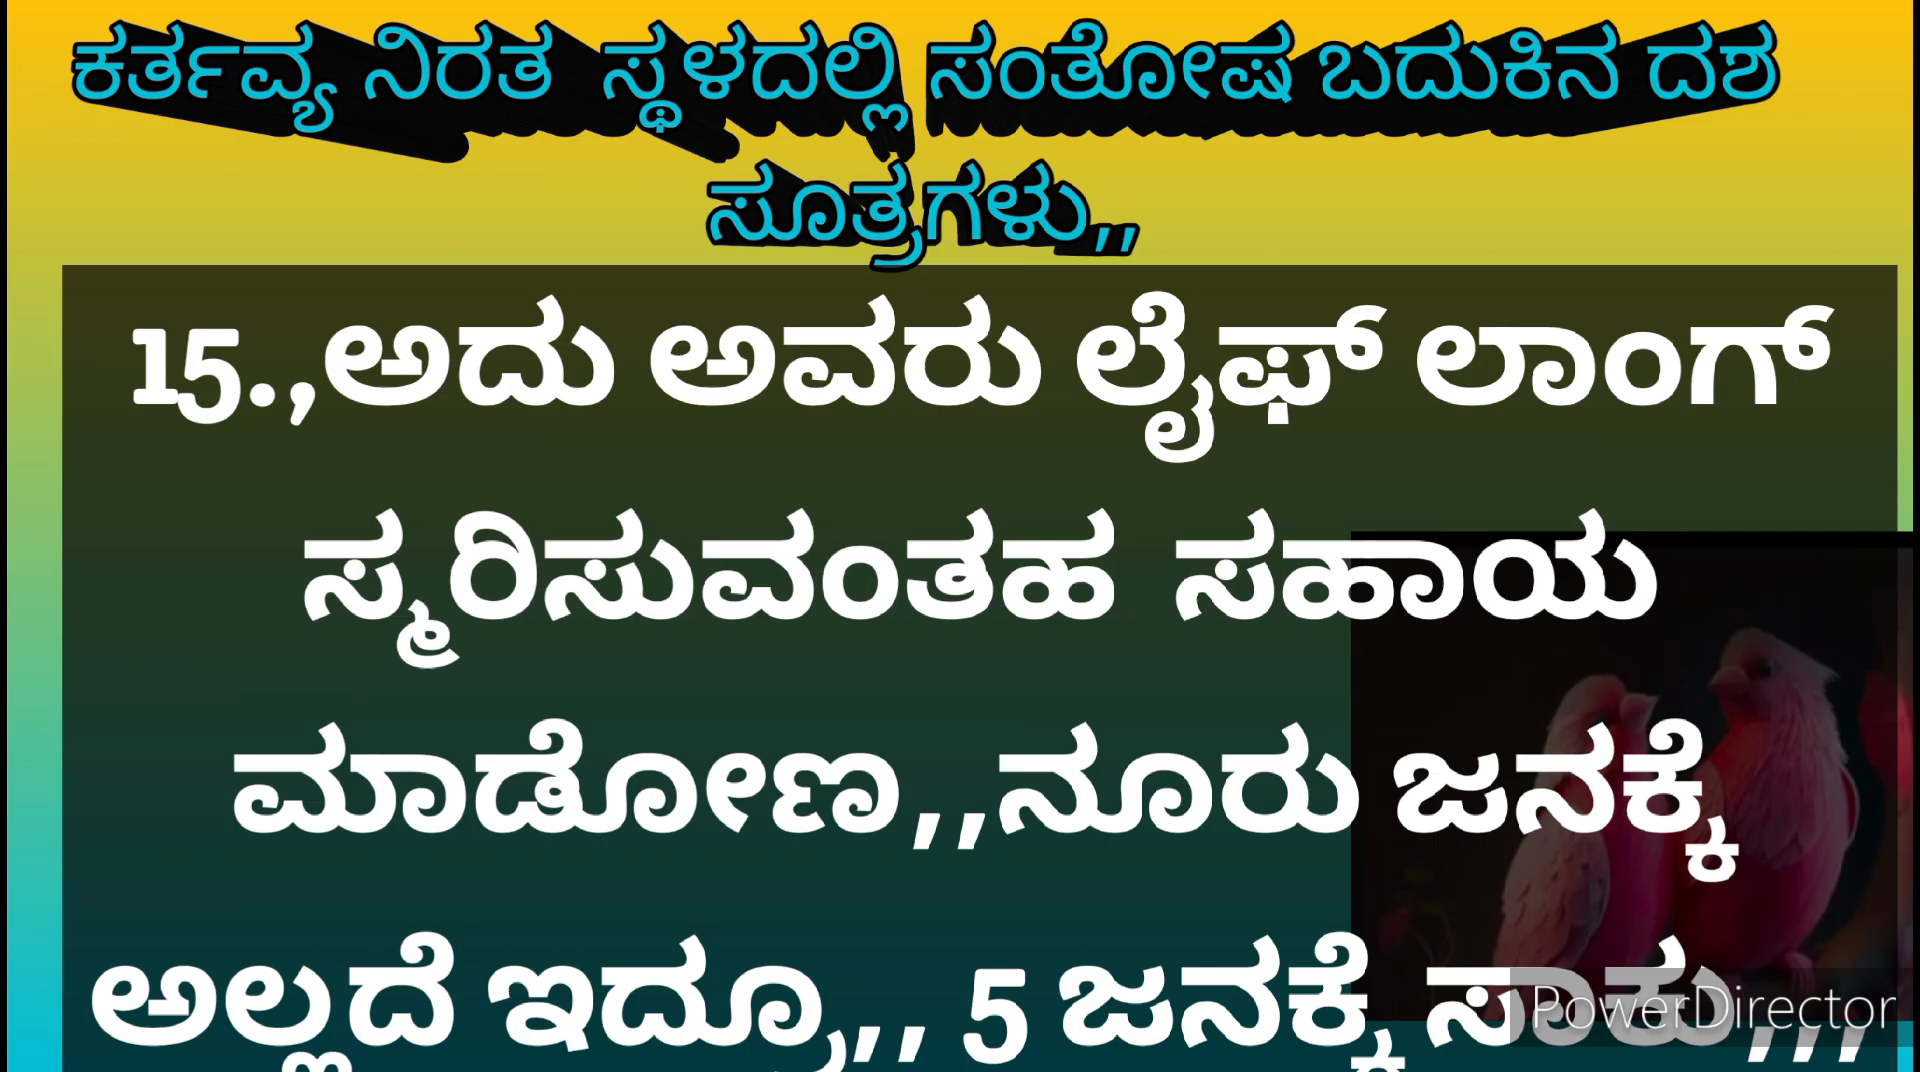 ಕರ್ತವ್ಯ ನಿರತ ಸ್ಥಳದಲ್ಲಿ ಸಂತೋಷ ಬದುಕಿನ ದಶ
ಸೂತ್ರಗಳು,,
15.,ಅದು ಅವರು ಲೈಫ್ ಲಾಂಗ್
ಸ್ಮರಿಸುವಂತಹ ಸಹಾಯ
ಮಾಡೋಣ,,ನೂರು ಜನಕ್ಕೆ
ಅಲ್ಲದೆ ಇದ್ರೂ,, 5 ಜನಕ್ಕೆ ಸಾಕು,,,
PowerDirector